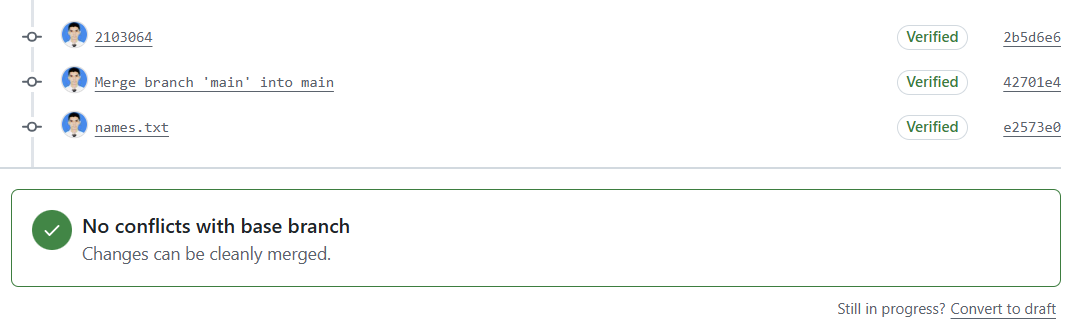 2103064 Verified 2b5d6e6
Merge branch 'main' into main Verified 42701e4
names.txt Verified e2573e0
No conflicts with base branch
Changes can be cleanly merged.
Still in progress? Convert to draft